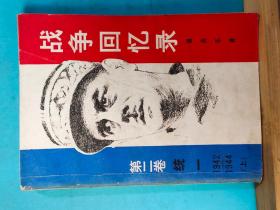 战争回忆录
第二卷 统一
1942
1944
（上）